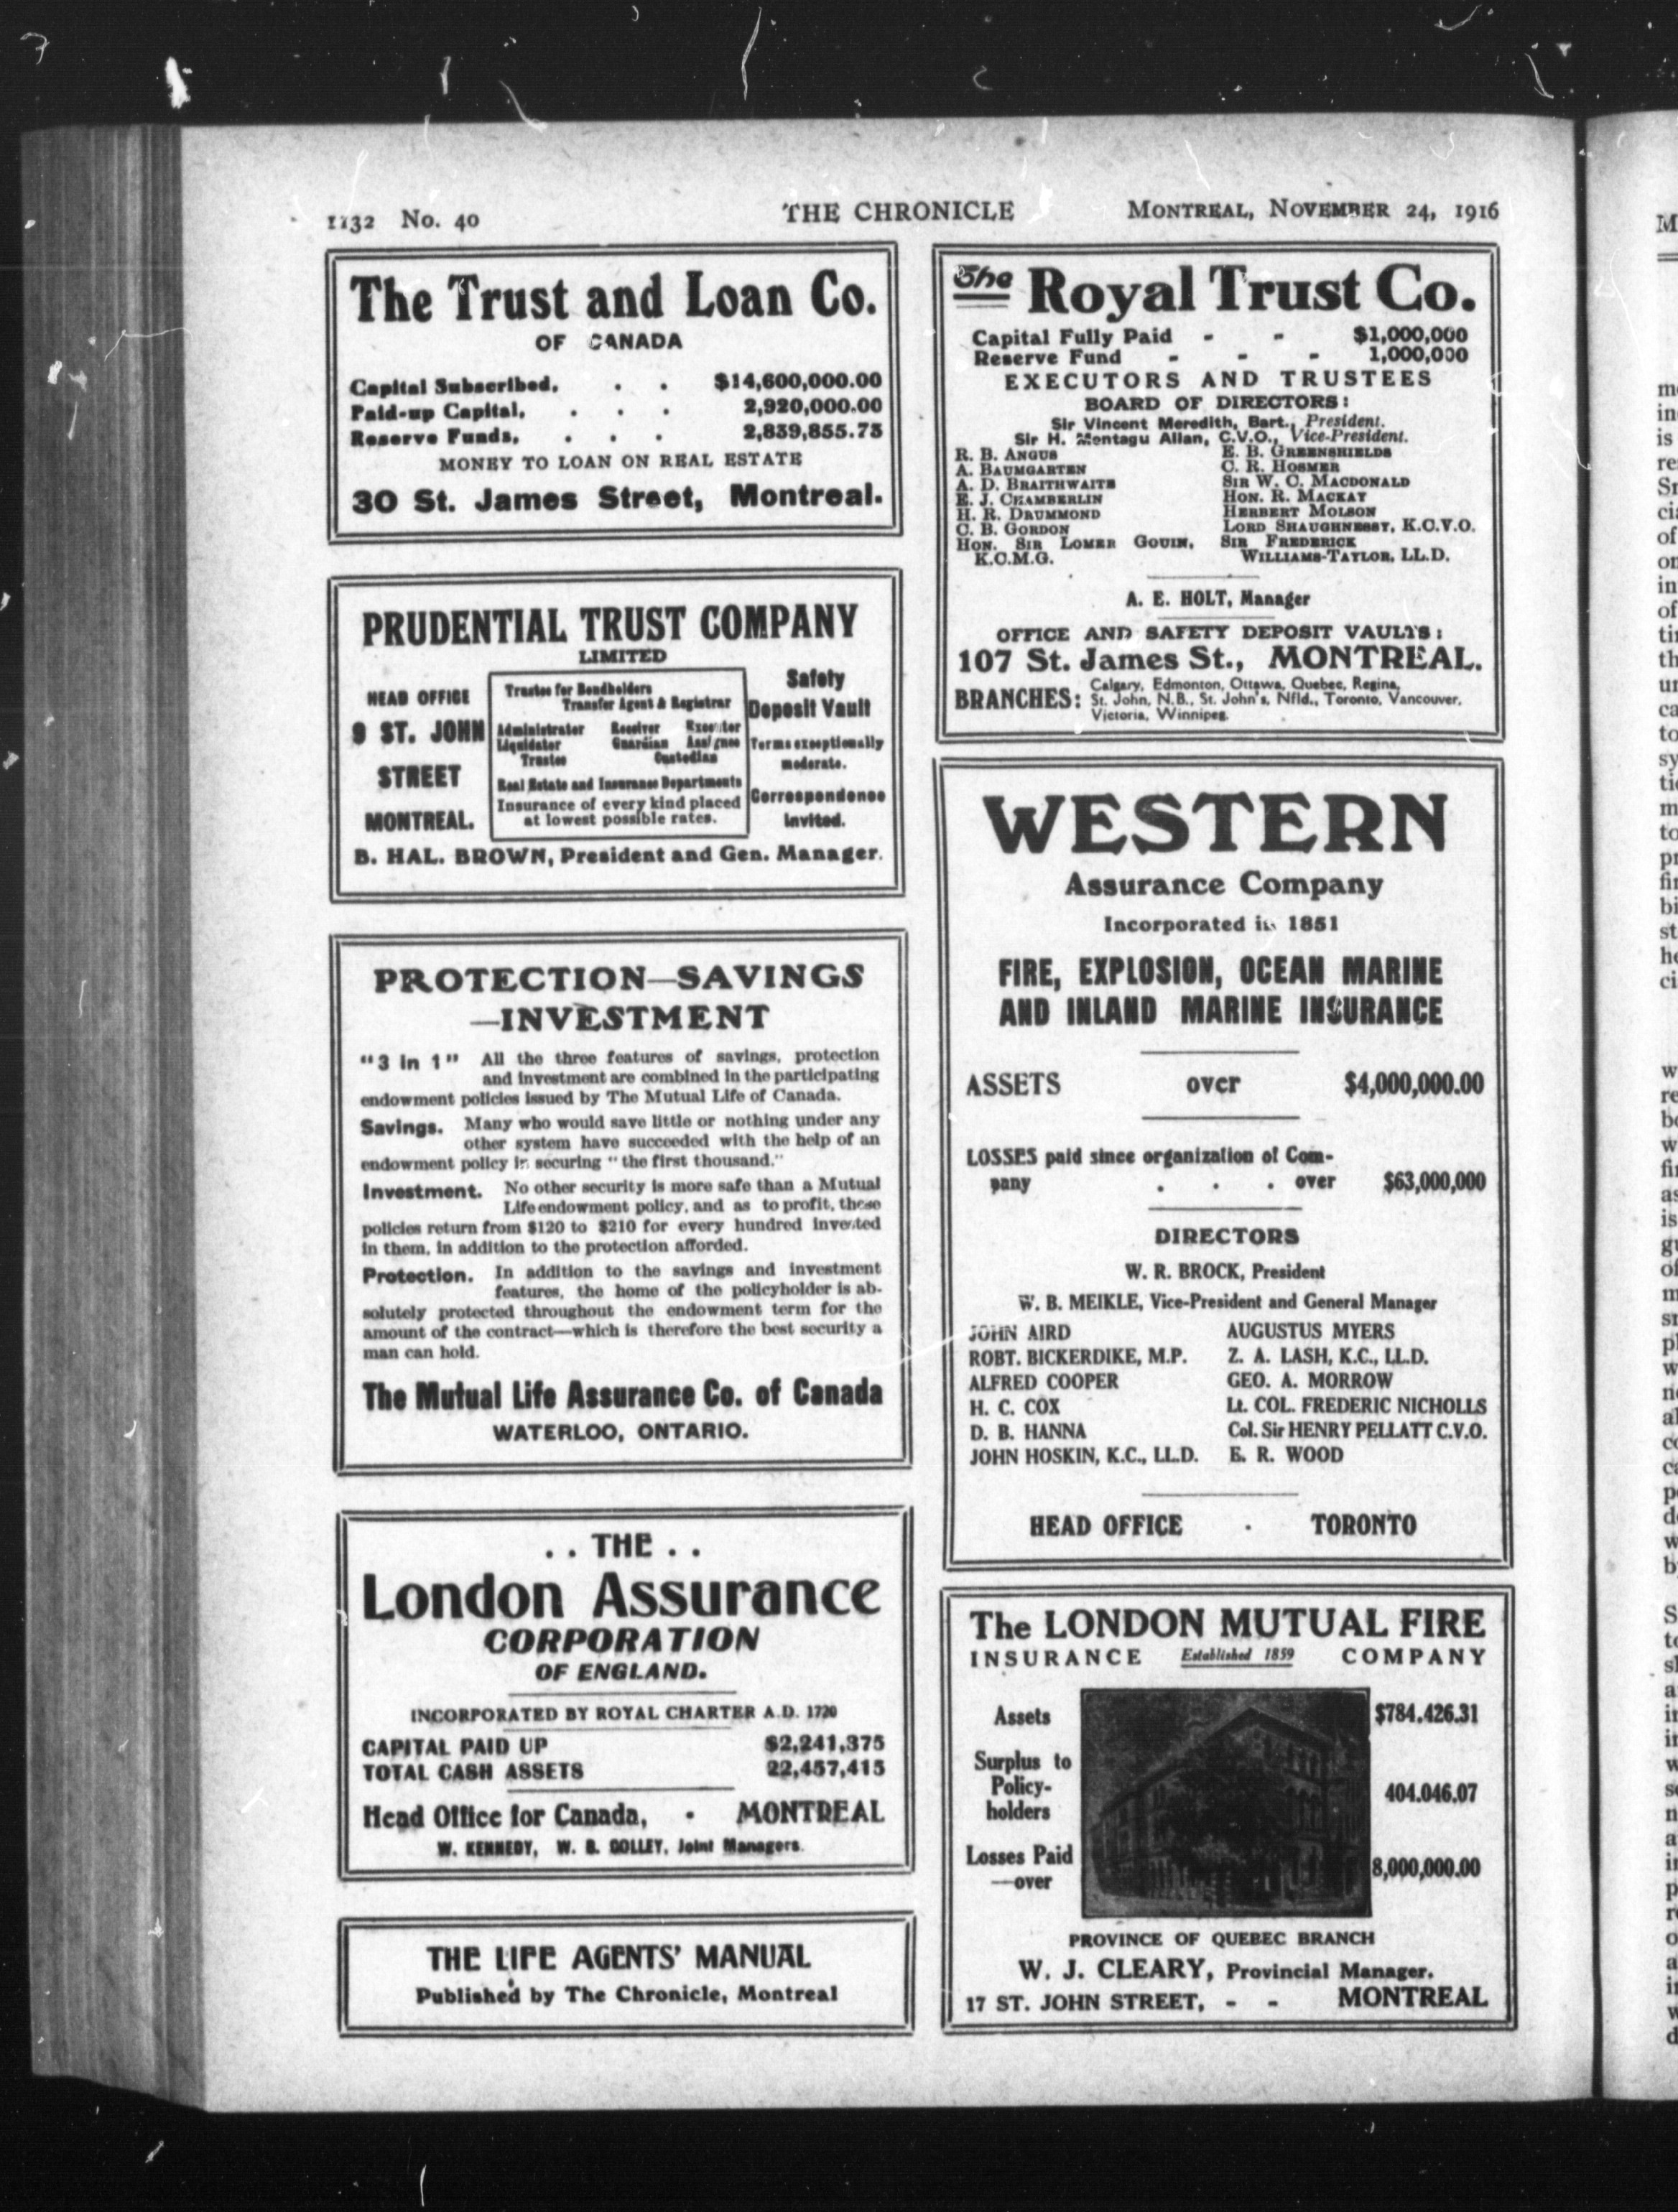 1132 No. 40 THE CHRONICLE MONTREAL, NOVEMBER 24, 1916
The Trust and Loan Co.
OF CANADA
Capital Subscribed, . . $14,600,000.00
Paid-up Capital, . . . 2,920,000.00
Reserve Funds, . . . 2,839,855.73
MONEY TO LOAN ON REAL ESTATE
30 St. James Street, Montreal.
PRUDENTIAL TRUST COMPANY
LIMITED
HEAD OFFICE
9 ST. JOHN
STREET
MONTREAL.
Trustee for Bondholders
Transfer Agent & Registrar
Administrator Receiver Executor
Liquidator Guardian Assignee
Trustee Custodian
Real Estate and Insurance Departments
Insurance of every kind placed
at lowest possible rates.
Safety
Deposit Vault
Terms exceptionally
moderate.
Correspondence
invited.
B. HAL. BROWN, President and Gen. Manager.
PROTECTION—SAVINGS
—INVESTMENT
"3 in 1" All the three features of savings, protection
and investment are combined in the participating
endowment policies issued by The Mutual Life of Canada.
Savings. Many who would save little or nothing under any
other system have succeeded with the help of an
endowment policy in securing "the first thousand."
Investment. No other security is more safe than a Mutual
Life endowment policy, and as to profit, these
policies return from $120 to $210 for every hundred invested
in them, in addition to the protection afforded.
Protection. In addition to the savings and investment
features, the home of the policyholder is ab-
solutely protected throughout the endowment term for the
amount of the contract—which is therefore the best security a
man can hold.
The Mutual Life Assurance Co. of Canada
WATERLOO, ONTARIO.
. . THE . .
London Assurance
CORPORATION
OF ENGLAND.
INCORPORATED BY ROYAL CHARTER A.D. 1720
CAPITAL PAID UP $2,241,375
TOTAL CASH ASSETS 22,457,415
Head Office for Canada, - MONTREAL
W. KENNEDY, W. B. COLLEY, Joint Managers.
THE LIFE AGENTS' MANUAL
Published by The Chronicle, Montreal
The Royal Trust Co.
Capital Fully Paid - - $1,000,000
Reserve Fund - - - 1,000,000
EXECUTORS AND TRUSTEES
BOARD OF DIRECTORS:
Sir Vincent Meredith, Bart., President.
Sir H. Montagu Allan, C.V.O., Vice-President.
R. B. ANGUS E. B. GREENSHIELDS
A. BAUMGARTEN C. R. HOSMER
A. D. BRAITHWAITE SIR W. C. MACDONALD
E. J. CHAMBERLIN HON. R. MACKAY
H. R. DRUMMOND HERBERT MOLSON
C. B. GORDON LORD SHAUGHNESSY, K.C.V.O.
HON. SIR LOMER GOUIN, SIR FREDERICK
K.C.M.G. WILLIAMS-TAYLOR, LL.D.
A. E. HOLT, Manager
OFFICE AND SAFETY DEPOSIT VAULTS:
107 St. James St., MONTREAL.
BRANCHES: Calgary, Edmonton, Ottawa, Quebec, Regina,
St. John, N.B., St. John's, Nfld., Toronto, Vancouver,
Victoria, Winnipeg.
WESTERN
Assurance Company
Incorporated in 1851
FIRE, EXPLOSION, OCEAN MARINE
AND INLAND MARINE INSURANCE
ASSETS over $4,000,000.00
LOSSES paid since organization of Com-
pany . . . over $63,000,000
DIRECTORS
W. R. BROCK, President
W. B. MEIKLE, Vice-President and General Manager
JOHN AIRD AUGUSTUS MYERS
ROBT. BICKERDIKE, M.P. Z. A. LASH, K.C., LL.D.
ALFRED COOPER GEO. A. MORROW
H. C. COX Lt. COL. FREDERIC NICHOLLS
D. B. HANNA Col. Sir HENRY PELLATT C.V.O.
JOHN HOSKIN, K.C., LL.D. E. R. WOOD
HEAD OFFICE . TORONTO
The LONDON MUTUAL FIRE
INSURANCE Established 1859 COMPANY
Assets $784,426.31
Surplus to
Policy-
holders 404,046.07
Losses Paid
—over 8,000,000.00
PROVINCE OF QUEBEC BRANCH
W. J. CLEARY, Provincial Manager.
17 ST. JOHN STREET, - - MONTREAL